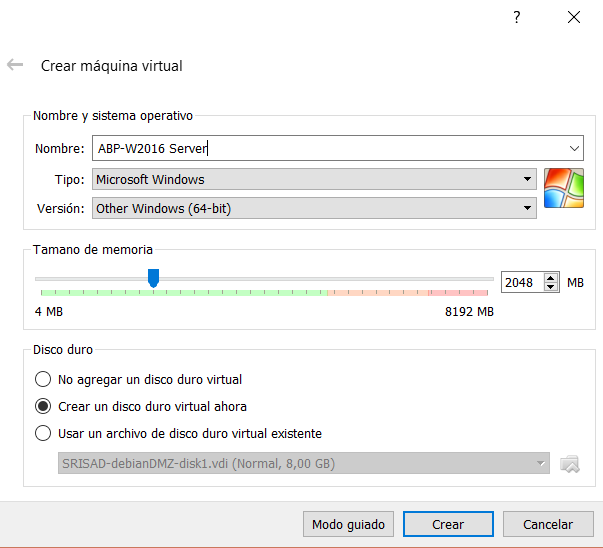 ?
Crear máquina virtual
Nombre y sistema operativo
Nombre: ABP-W2016 Server
Tipo: Microsoft Windows
Versión: Other Windows (64-bit)
Tamano de memoria
2048 MB
4 MB 8192 MB
Disco duro
No agregar un disco duro virtual
Crear un disco duro virtual ahora
Usar un archivo de disco duro virtual existente
SRISAD-debianDMZ-disk1.vdi (Normal, 8,00 GB)
Modo guiado Crear Cancelar